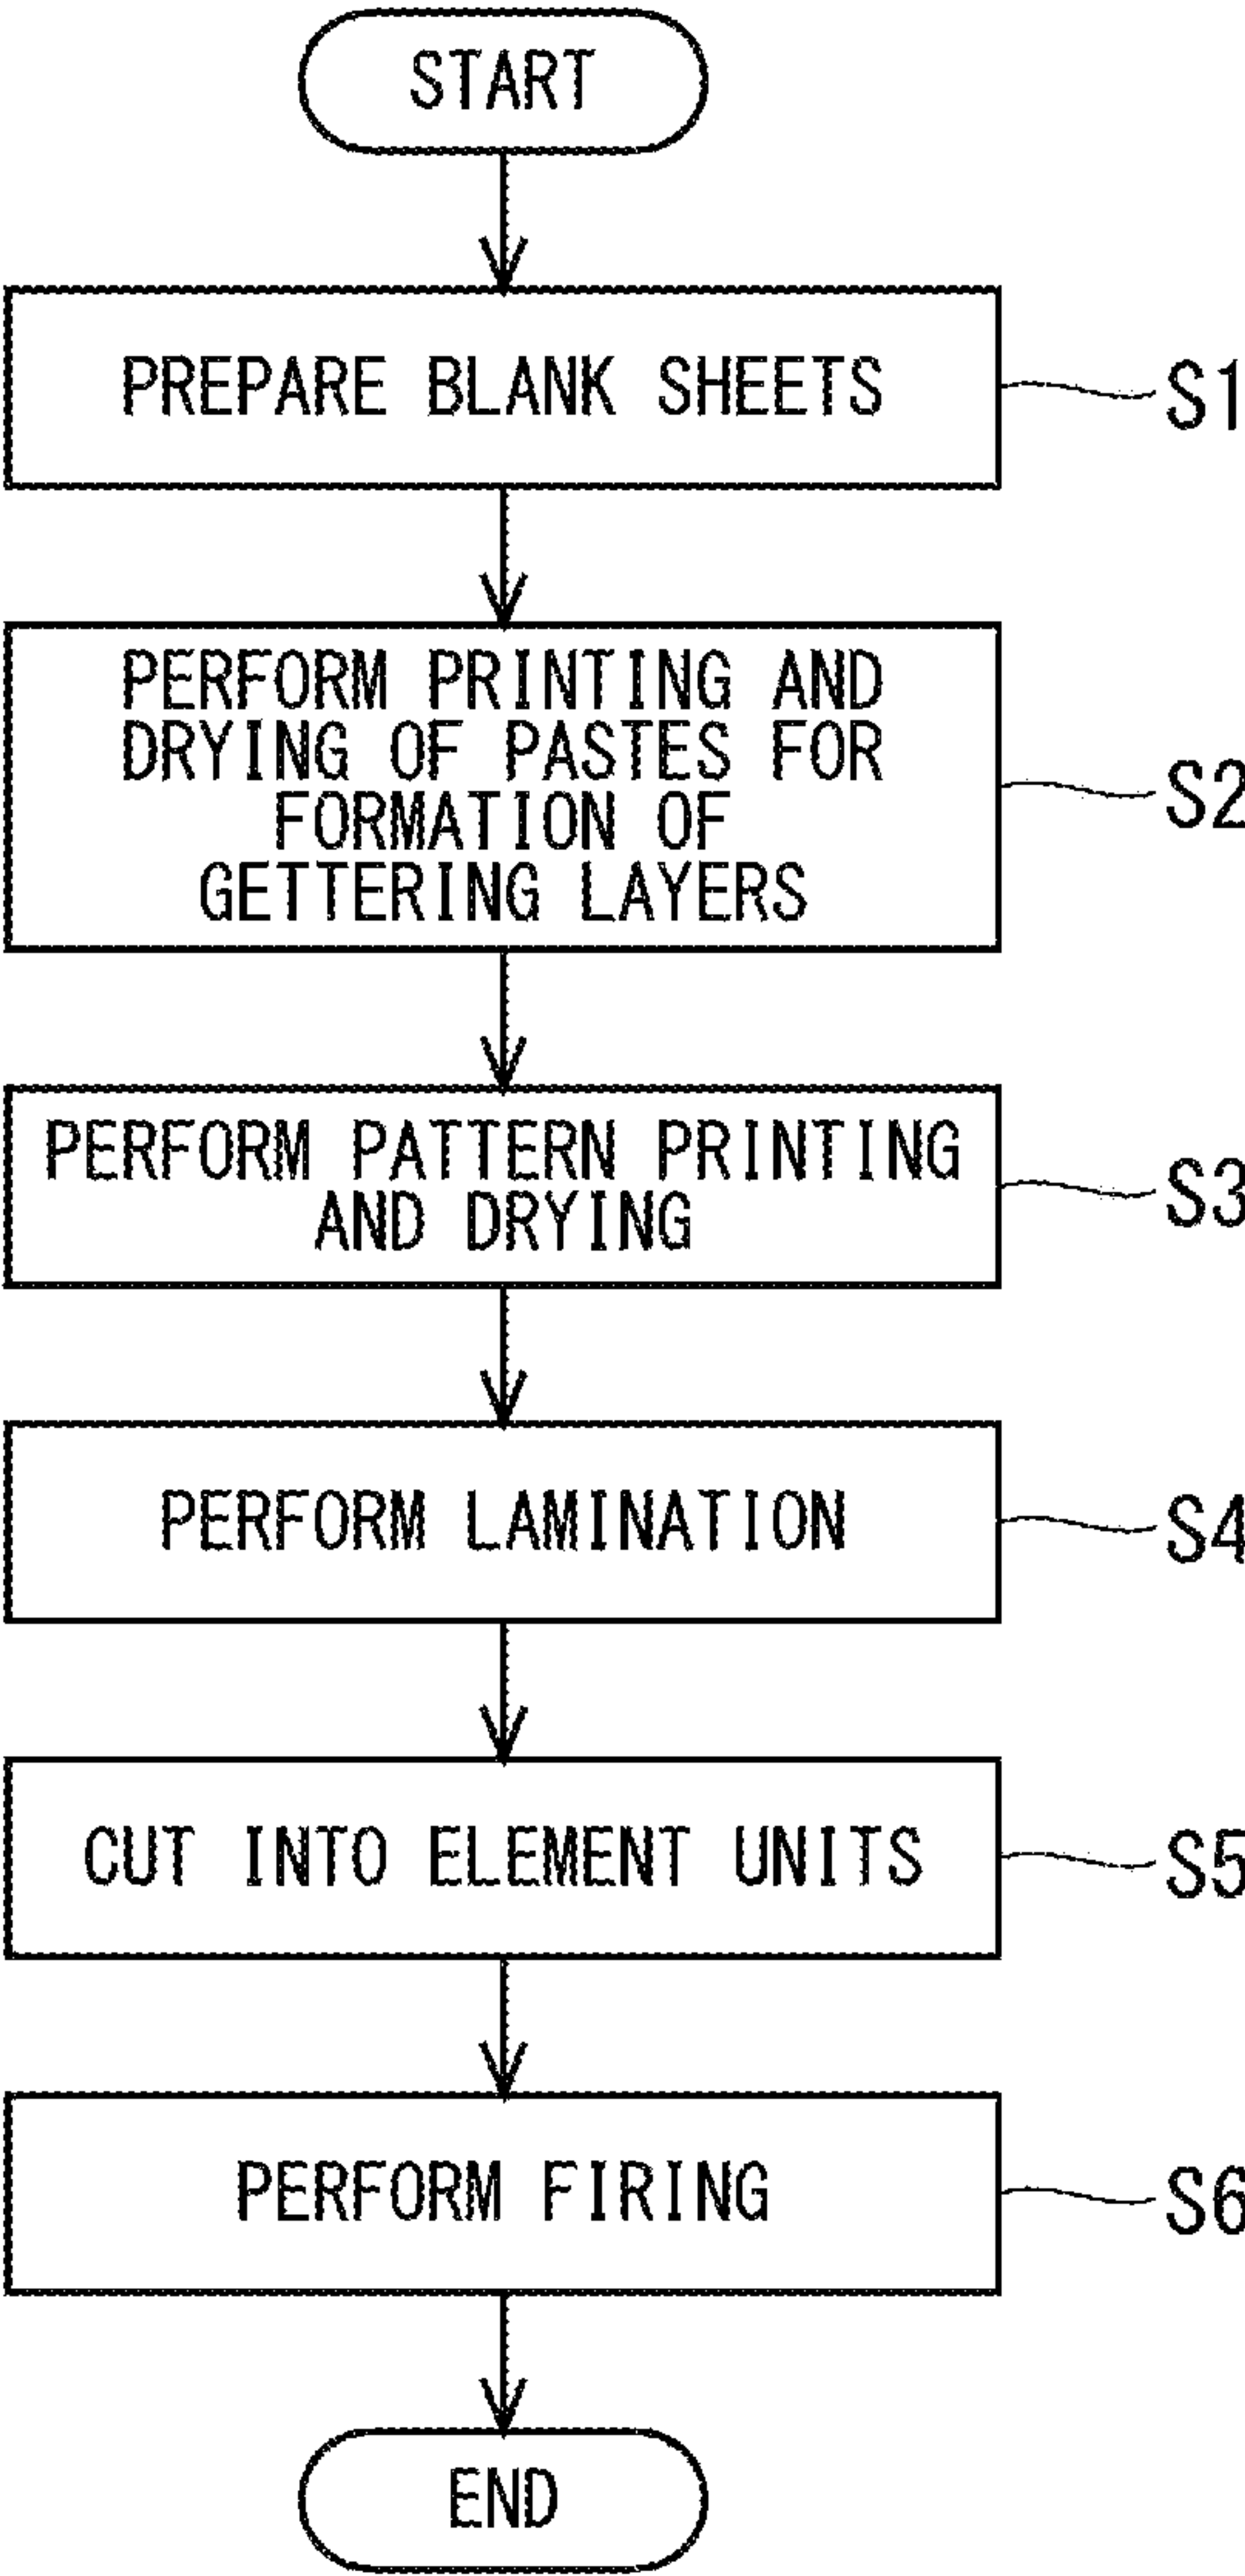 START
PREPARE BLANK SHEETS
S1
PERFORM PRINTING AND
DRYING OF PASTES FOR
FORMATION OF
GETTERING LAYERS
S2
PERFORM PATTERN PRINTING
AND DRYING
S3
PERFORM LAMINATION
S4
CUT INTO ELEMENT UNITS
S5
PERFORM FIRING
S6
END